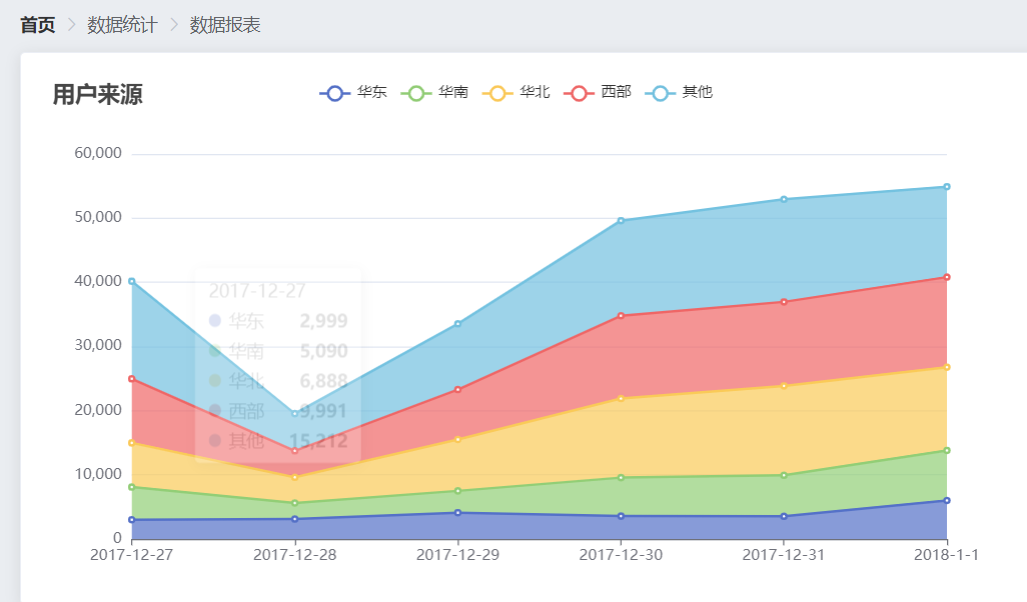 首页 > 数据统计 > 数据报表
用户来源
华东 华南 华北 西部 其他
60,000
50,000
40,000
30,000
20,000
10,000
0
2017-12-27
华东 2,999
华南 5,090
华北 6,888
西部 9,991
其他 15,212
2017-12-27 2017-12-28 2017-12-29 2017-12-30 2017-12-31 2018-1-1